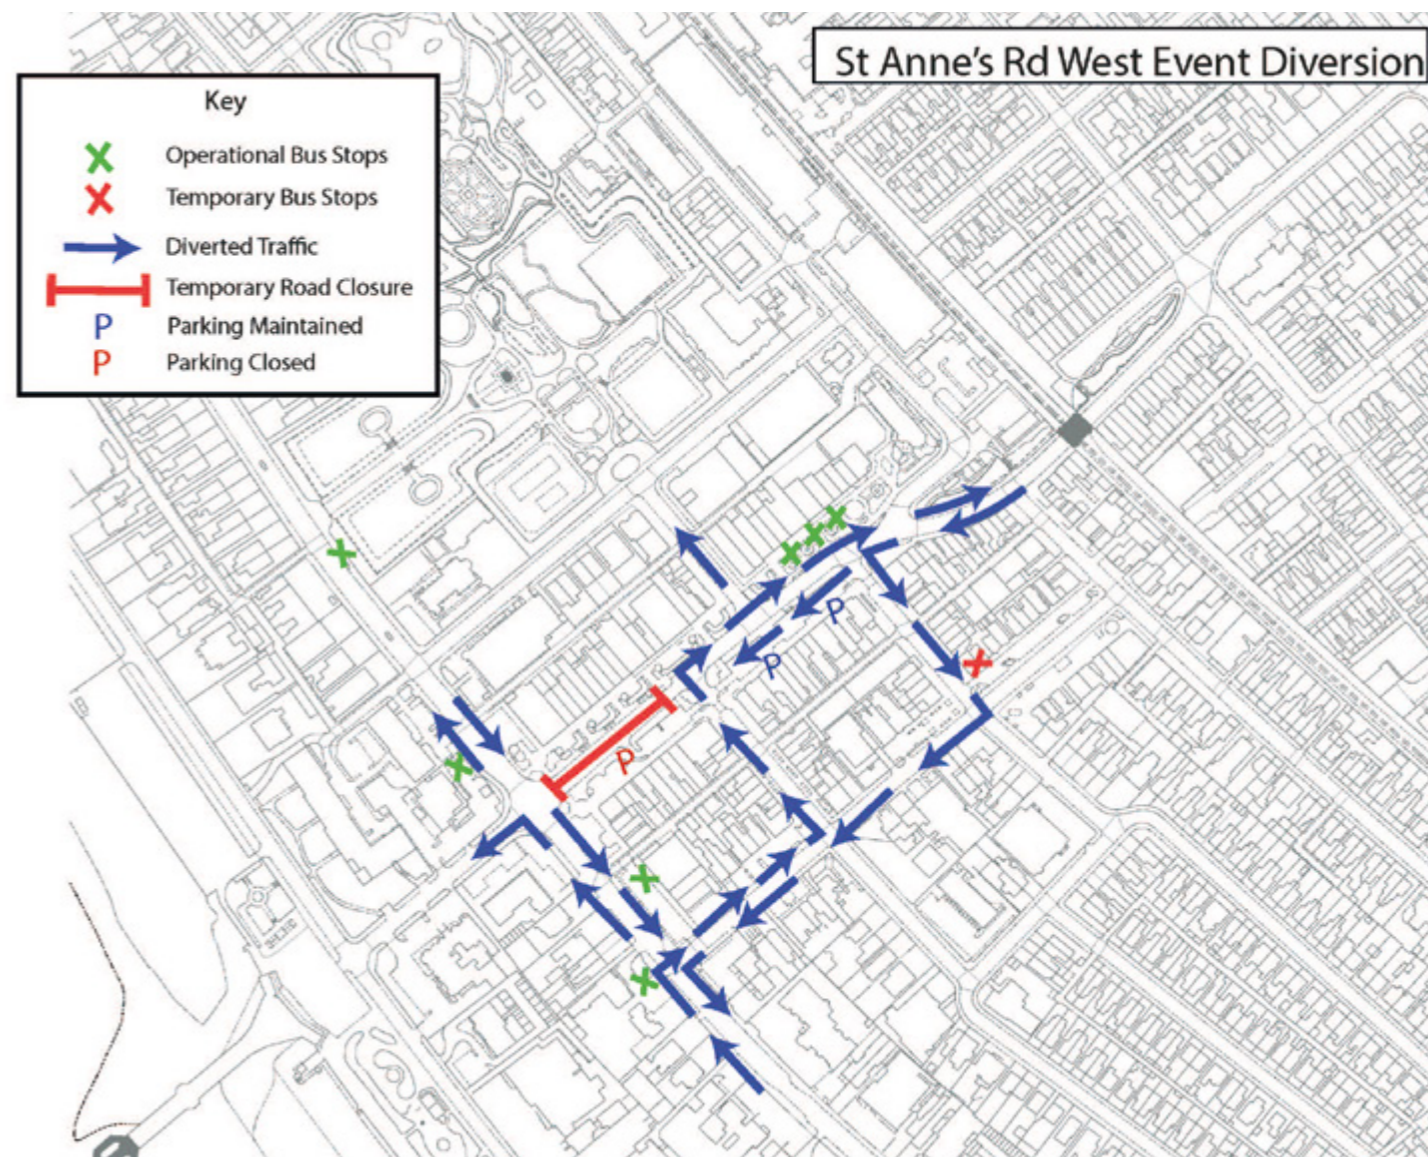 St Anne's Rd West Event Diversion
Key
Operational Bus Stops
Temporary Bus Stops
Diverted Traffic
Temporary Road Closure
P Parking Maintained
P Parking Closed
P
P
P